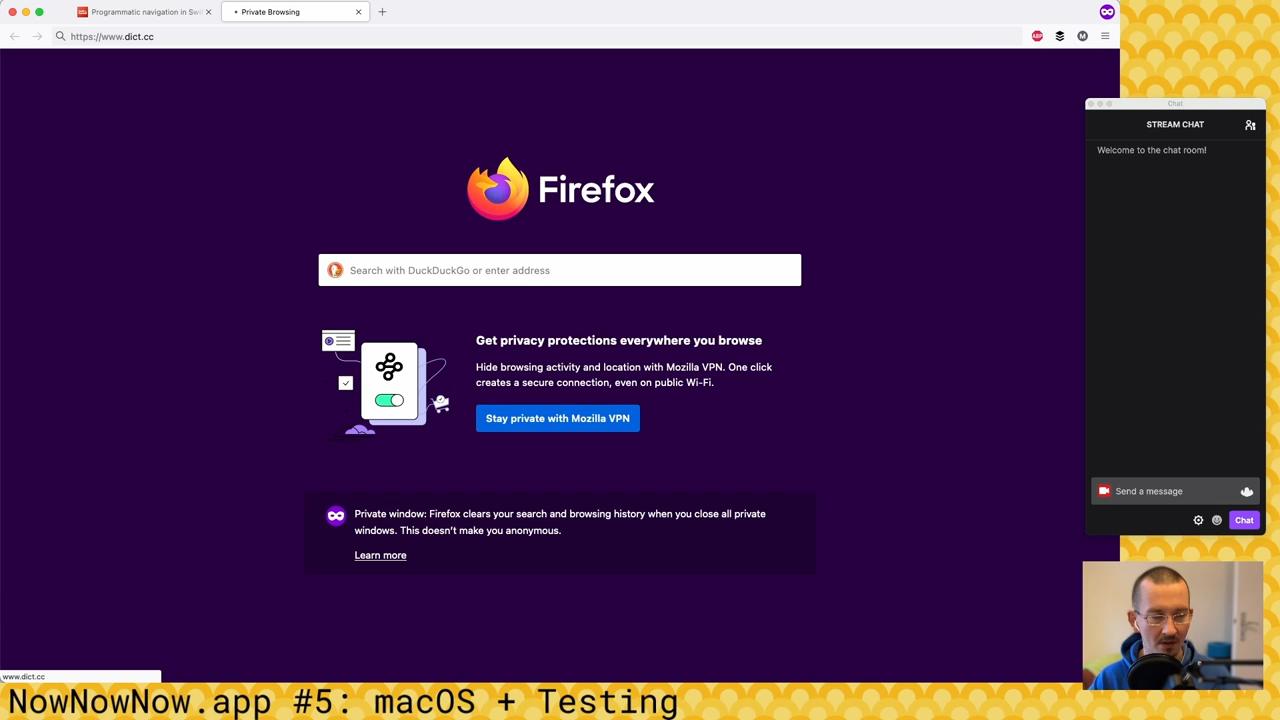 Programmatic navigation in Swi
Private Browsing
https://www.dict.cc
ABP
M
Chat
STREAM CHAT
Welcome to the chat room!
Firefox
Search with DuckDuckGo or enter address
Get privacy protections everywhere you browse
Hide browsing activity and location with Mozilla VPN. One click
creates a secure connection, even on public Wi-Fi.
Stay private with Mozilla VPN
Send a message
Chat
Private window: Firefox clears your search and browsing history when you close all private
windows. This doesn't make you anonymous.
Learn more
www.dict.cc
NowNowNow.app #5: macOS + Testing